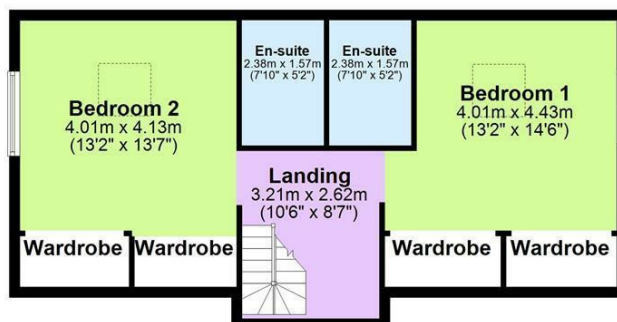 Bedroom 2
4.01m x 4.13m
(13'2" x 13'7")
En-suite
2.38m x 1.57m
(7'10" x 5'2")
En-suite
2.38m x 1.57m
(7'10" x 5'2")
Bedroom 1
4.01m x 4.43m
(13'2" x 14'6")
Landing
3.21m x 2.62m
(10'6" x 8'7")
Wardrobe
Wardrobe
Wardrobe
Wardrobe